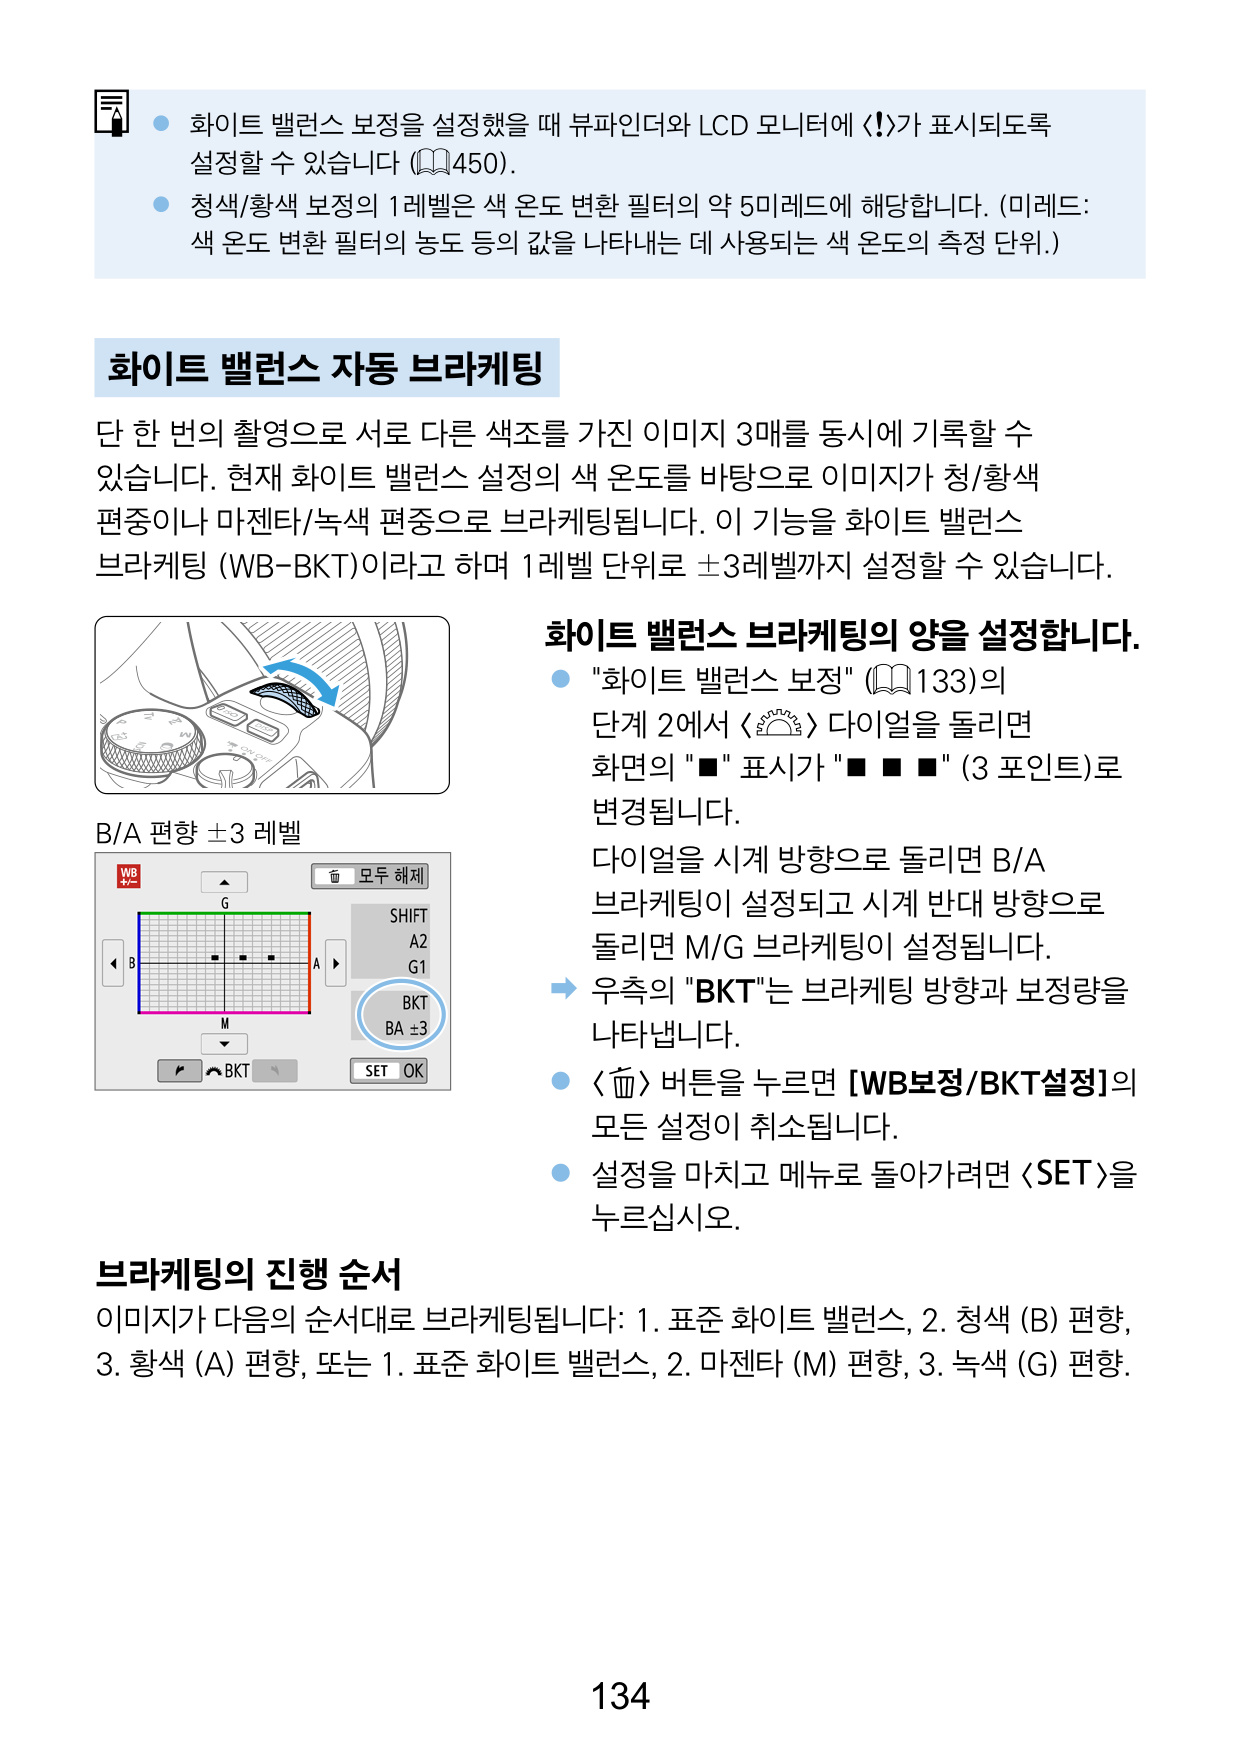 ● 화이트 밸런스 보정을 설정했을 때 뷰파인더와 LCD 모니터에 <!>가 표시되도록
설정할 수 있습니다 (450).
● 청색/황색 보정의 1레벨은 색 온도 변환 필터의 약 5미레드에 해당합니다. (미레드:
색 온도 변환 필터의 농도 등의 값을 나타내는 데 사용되는 색 온도의 측정 단위.)
화이트 밸런스 자동 브라케팅
단 한 번의 촬영으로 서로 다른 색조를 가진 이미지 3매를 동시에 기록할 수
있습니다. 현재 화이트 밸런스 설정의 색 온도를 바탕으로 이미지가 청/황색
편중이나 마젠타/녹색 편중으로 브라케팅됩니다. 이 기능을 화이트 밸런스
브라케팅 (WB-BKT)이라고 하며 1레벨 단위로 ±3레벨까지 설정할 수 있습니다.
B/A 편향 ±3 레벨
WB +/-
모두 해제
G
B
A
M
SHIFT
A2
G1
BKT
BA ±3
BKT
SET OK
화이트 밸런스 브라케팅의 양을 설정합니다.
● "화이트 밸런스 보정" (133)의
단계 2에서 < > 다이얼을 돌리면
화면의 "■" 표시가 "■ ■ ■" (3 포인트)로
변경됩니다.
다이얼을 시계 방향으로 돌리면 B/A
브라케팅이 설정되고 시계 반대 방향으로
돌리면 M/G 브라케팅이 설정됩니다.
➡ 우측의 "BKT"는 브라케팅 방향과 보정량을
나타냅니다.
● < > 버튼을 누르면 [WB보정/BKT설정]의
모든 설정이 취소됩니다.
● 설정을 마치고 메뉴로 돌아가려면 <SET>을
누르십시오.
브라케팅의 진행 순서
이미지가 다음의 순서대로 브라케팅됩니다: 1. 표준 화이트 밸런스, 2. 청색 (B) 편향,
3. 황색 (A) 편향, 또는 1. 표준 화이트 밸런스, 2. 마젠타 (M) 편향, 3. 녹색 (G) 편향.
134